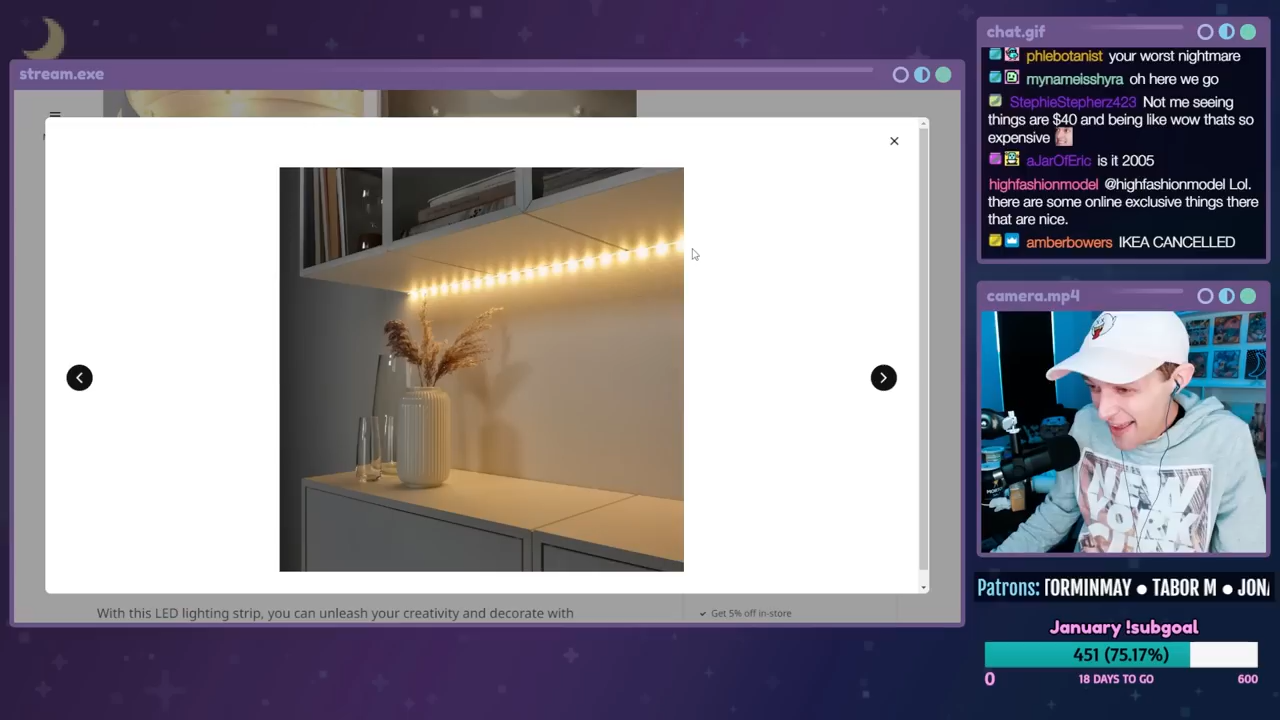 stream.exe
With this LED lighting strip, you can unleash your creativity and decorate with
Get 5% off in-store
chat.gif
phlebotanist your worst nightmare
mynameisshyra oh here we go
StephieStepherz423 Not me seeing
things are $40 and being like wow thats so
expensive
aJarOfEric is it 2005
highfashionmodel @highfashionmodel Lol.
there are some online exclusive things there
that are nice.
amberbowers IKEA CANCELLED
camera.mp4
NEW
YORK
Patrons: TORMINMAY ● TABOR M ● JON
January !subgoal
451 (75.17%)
0 18 DAYS TO GO 600